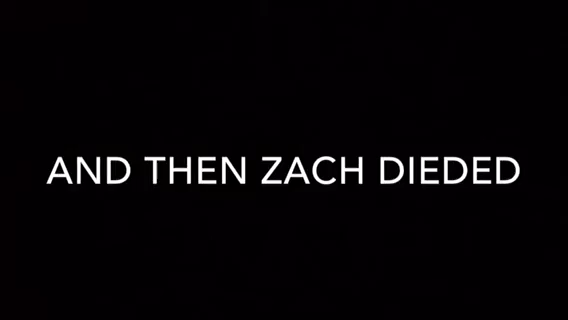 AND THEN ZACH DIEDED